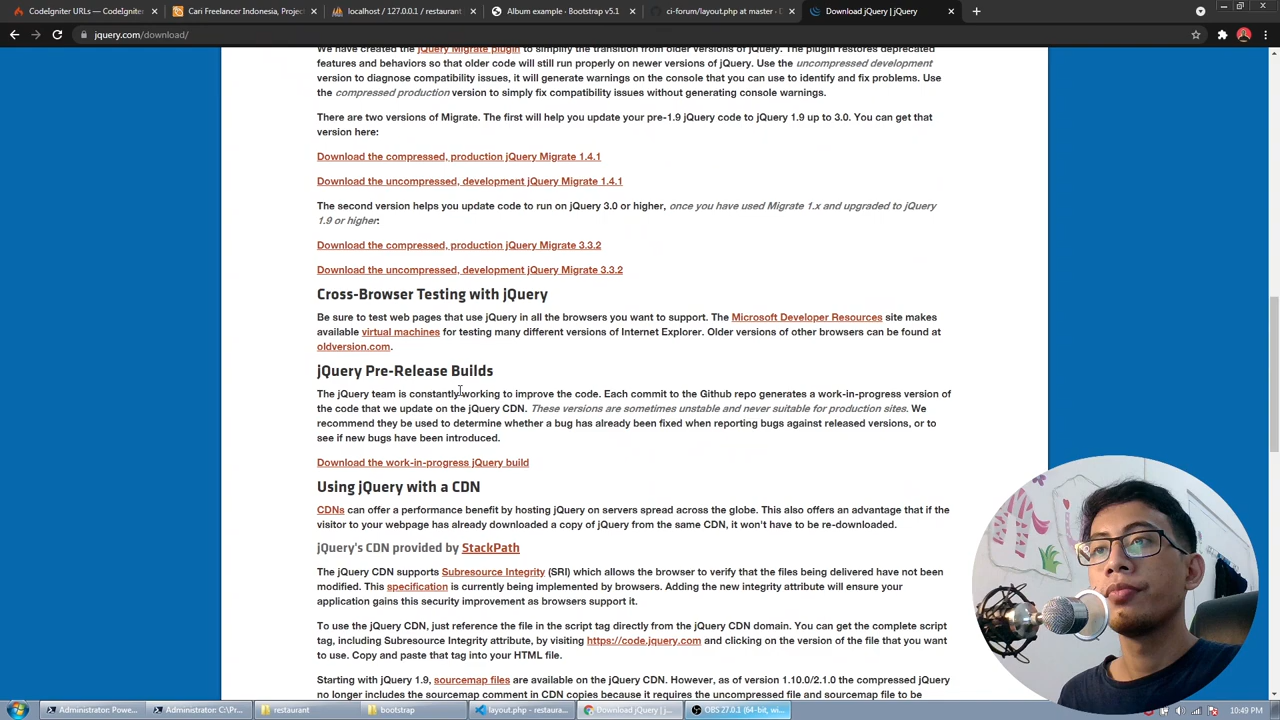 CodeIgniter URLs — CodeIgnite
Cari Freelancer Indonesia, Project
localhost / 127.0.0.1 / restaurant
Album example · Bootstrap v5.1
ci-forum/layout.php at master · D
Download jQuery | jQuery
jquery.com/download/
We have created the jQuery Migrate plugin to simplify the transition from older versions of jQuery. The plugin restores deprecated
features and behaviors so that older code will still run properly on newer versions of jQuery. Use the uncompressed development
version to diagnose compatibility issues, it will generate warnings on the console that you can use to identify and fix problems. Use
the compressed production version to simply fix compatibility issues without generating console warnings.
There are two versions of Migrate. The first will help you update your pre-1.9 jQuery code to jQuery 1.9 up to 3.0. You can get that
version here:
Download the compressed, production jQuery Migrate 1.4.1
Download the uncompressed, development jQuery Migrate 1.4.1
The second version helps you update code to run on jQuery 3.0 or higher, once you have used Migrate 1.x and upgraded to jQuery
1.9 or higher:
Download the compressed, production jQuery Migrate 3.3.2
Download the uncompressed, development jQuery Migrate 3.3.2
Cross-Browser Testing with jQuery
Be sure to test web pages that use jQuery in all the browsers you want to support. The Microsoft Developer Resources site makes
available virtual machines for testing many different versions of Internet Explorer. Older versions of other browsers can be found at
oldversion.com.
jQuery Pre-Release Builds
The jQuery team is constantly working to improve the code. Each commit to the Github repo generates a work-in-progress version of
the code that we update on the jQuery CDN. These versions are sometimes unstable and never suitable for production sites. We
recommend they be used to determine whether a bug has already been fixed when reporting bugs against released versions, or to
see if new bugs have been introduced.
Download the work-in-progress jQuery build
Using jQuery with a CDN
CDNs can offer a performance benefit by hosting jQuery on servers spread across the globe. This also offers an advantage that if the
visitor to your webpage has already downloaded a copy of jQuery from the same CDN, it won't have to be re-downloaded.
jQuery's CDN provided by StackPath
The jQuery CDN supports Subresource Integrity (SRI) which allows the browser to verify that the files being delivered have not been
modified. This specification is currently being implemented by browsers. Adding the new integrity attribute will ensure your
application gains this security improvement as browsers support it.
To use the jQuery CDN, just reference the file in the script tag directly from the jQuery CDN domain. You can get the complete script
tag, including Subresource Integrity attribute, by visiting https://code.jquery.com and clicking on the version of the file that you want
to use. Copy and paste that tag into your HTML file.
Starting with jQuery 1.9, sourcemap files are available on the jQuery CDN. However, as of version 1.10.0/2.1.0 the compressed jQuery
no longer includes the sourcemap comment in CDN copies because it requires the uncompressed file and sourcemap file to be
Administrator: Powe...
Administrator: C:\Pr...
restaurant
bootstrap
layout.php - restaura...
Download jQuery | j...
OBS 27.0.1 (64-bit, wi...
10:49 PM